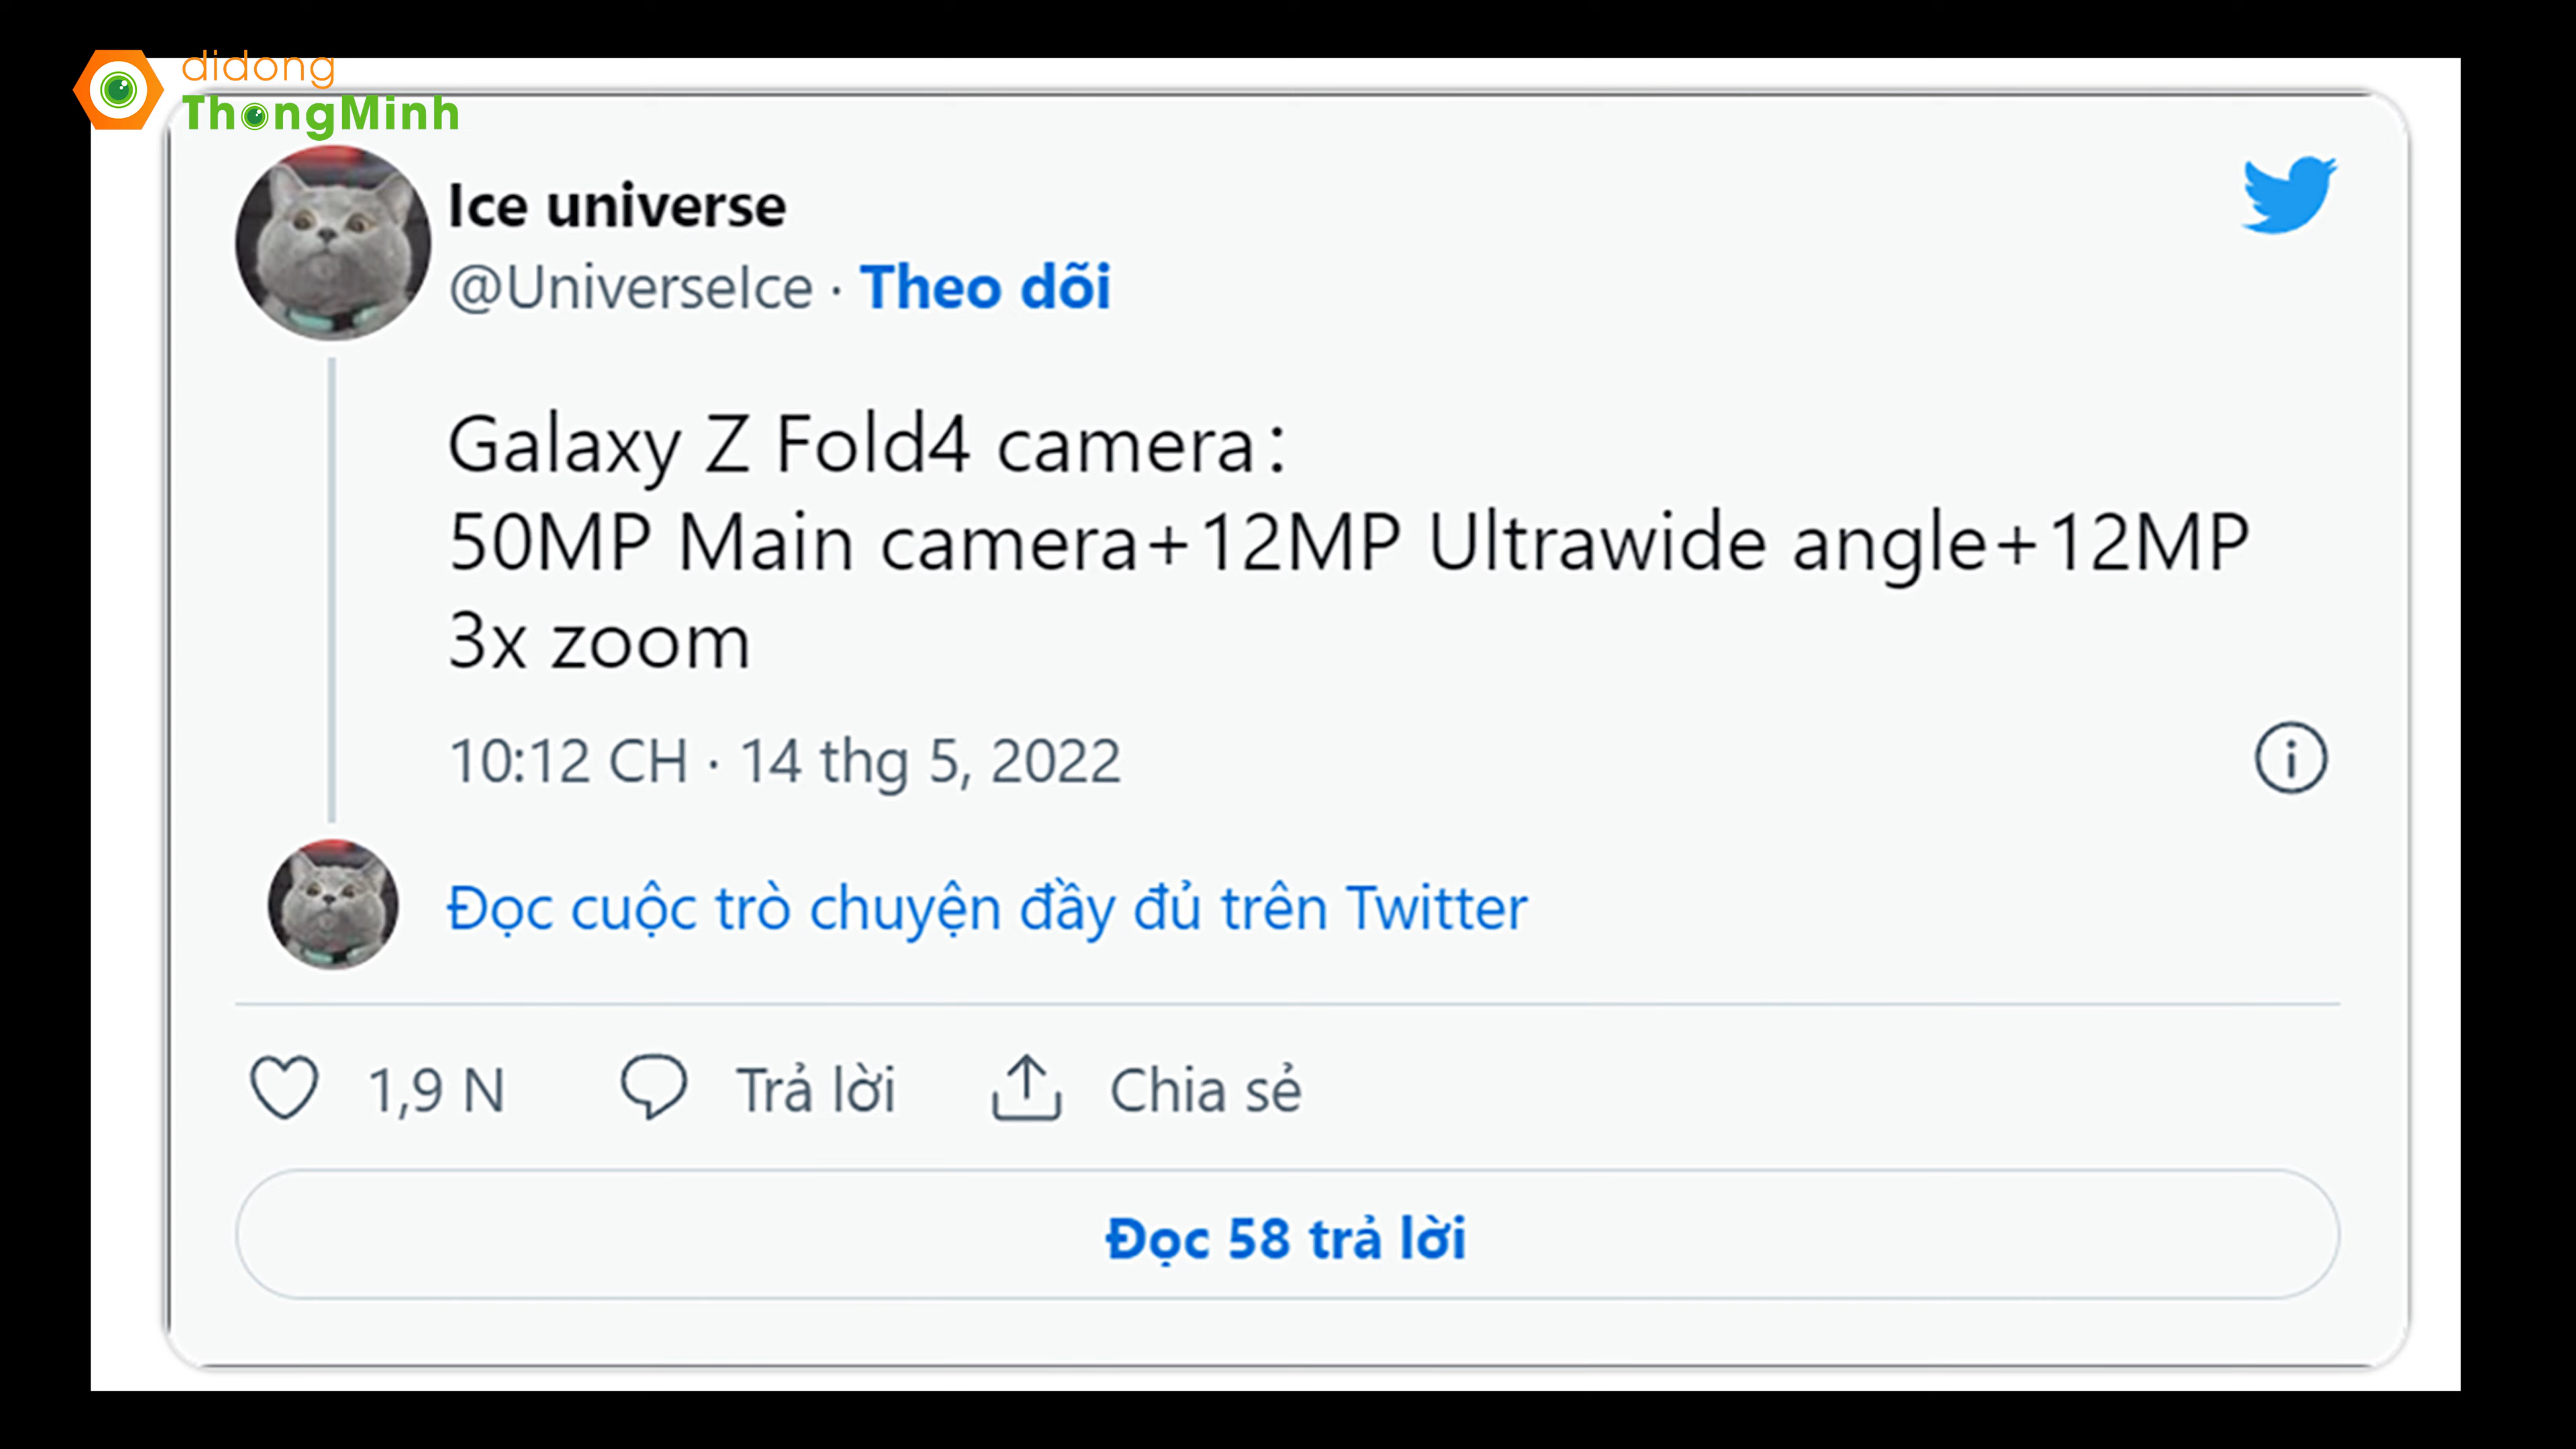 didong
ThongMinh
Ice universe
@UniverseIce · Theo dõi
Galaxy Z Fold4 camera：
50MP Main camera+12MP Ultrawide angle+12MP
3x zoom
10:12 CH · 14 thg 5, 2022
Đọc cuộc trò chuyện đầy đủ trên Twitter
1,9 N Trả lời Chia sẻ
Đọc 58 trả lời